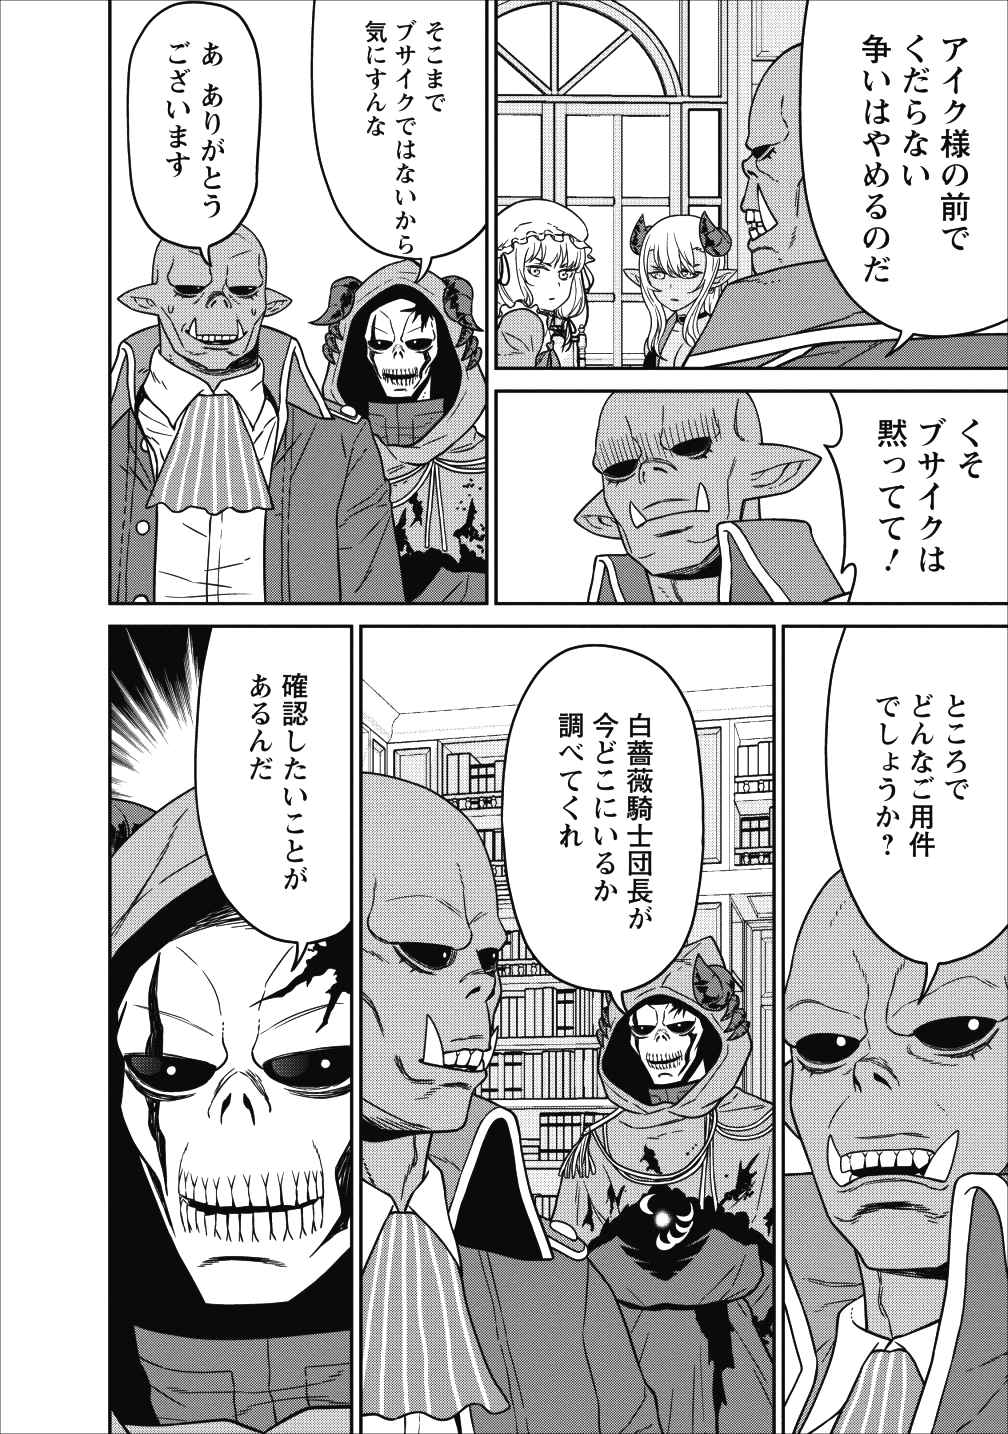 アイク様の前で
くだらない
争いはやめるのだ
くそ
ブサイクは
黙ってて！
そこまで
ブサイクではないから
気にすんな
あ ありがとう
ございます
ところで
どんなご用件
でしょうか？
白薔薇騎士団長が
今どこにいるか
調べてくれ
確認したいことが
あるんだ